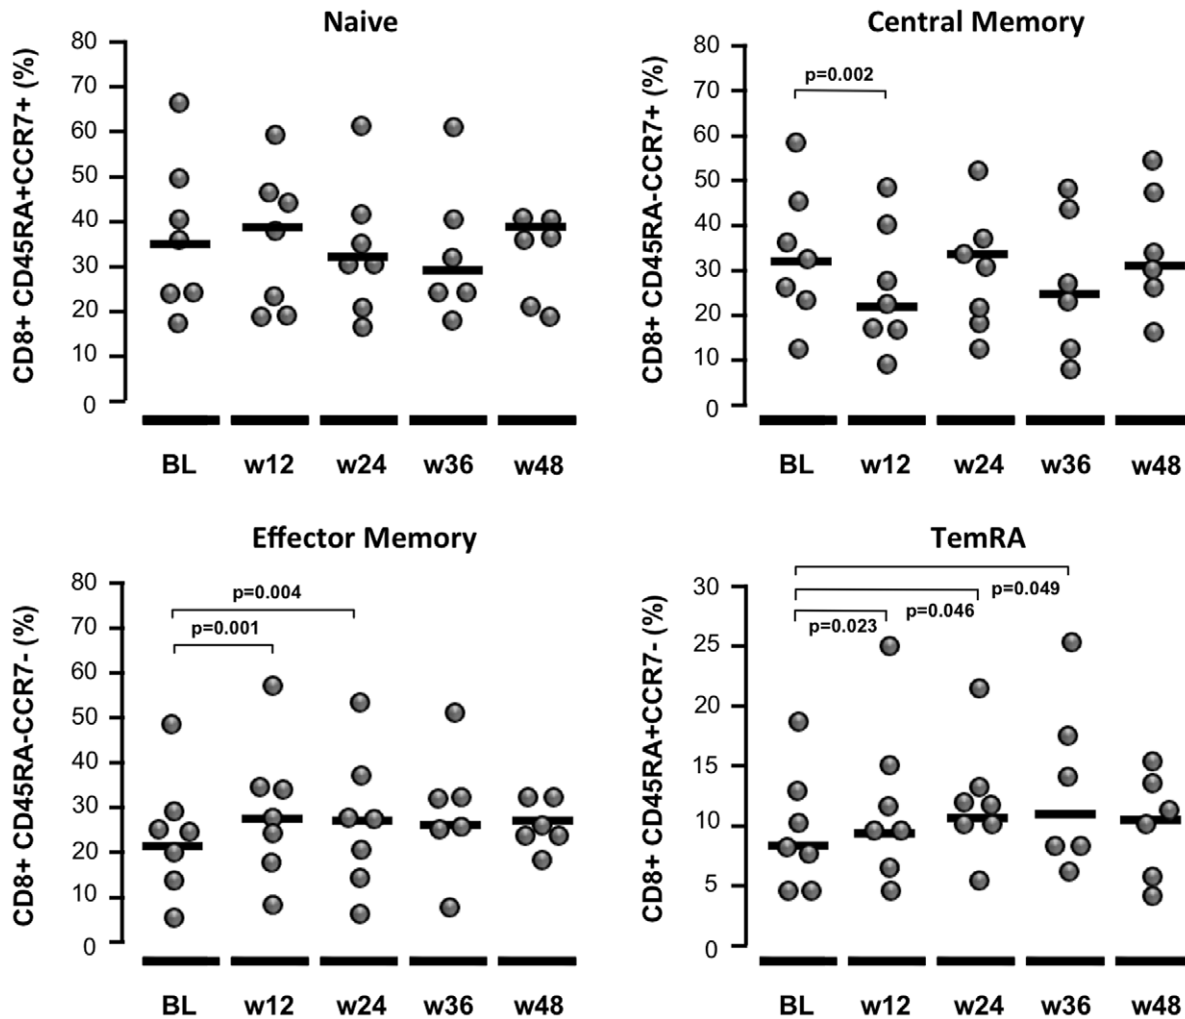 Naive
CD8+ CD45RA+CCR7+ (%)
80
70
60
50
40
30
20
10
0
BL w12 w24 w36 w48
Central Memory
CD8+ CD45RA-CCR7+ (%)
80
70
60
50
40
30
20
10
0
p=0.002
BL w12 w24 w36 w48
Effector Memory
CD8+ CD45RA-CCR7- (%)
80
70
60
50
40
30
20
10
0
p=0.004
p=0.001
BL w12 w24 w36 w48
TemRA
CD8+ CD45RA+CCR7- (%)
30
25
20
15
10
5
0
p=0.049
p=0.046
p=0.023
BL w12 w24 w36 w48